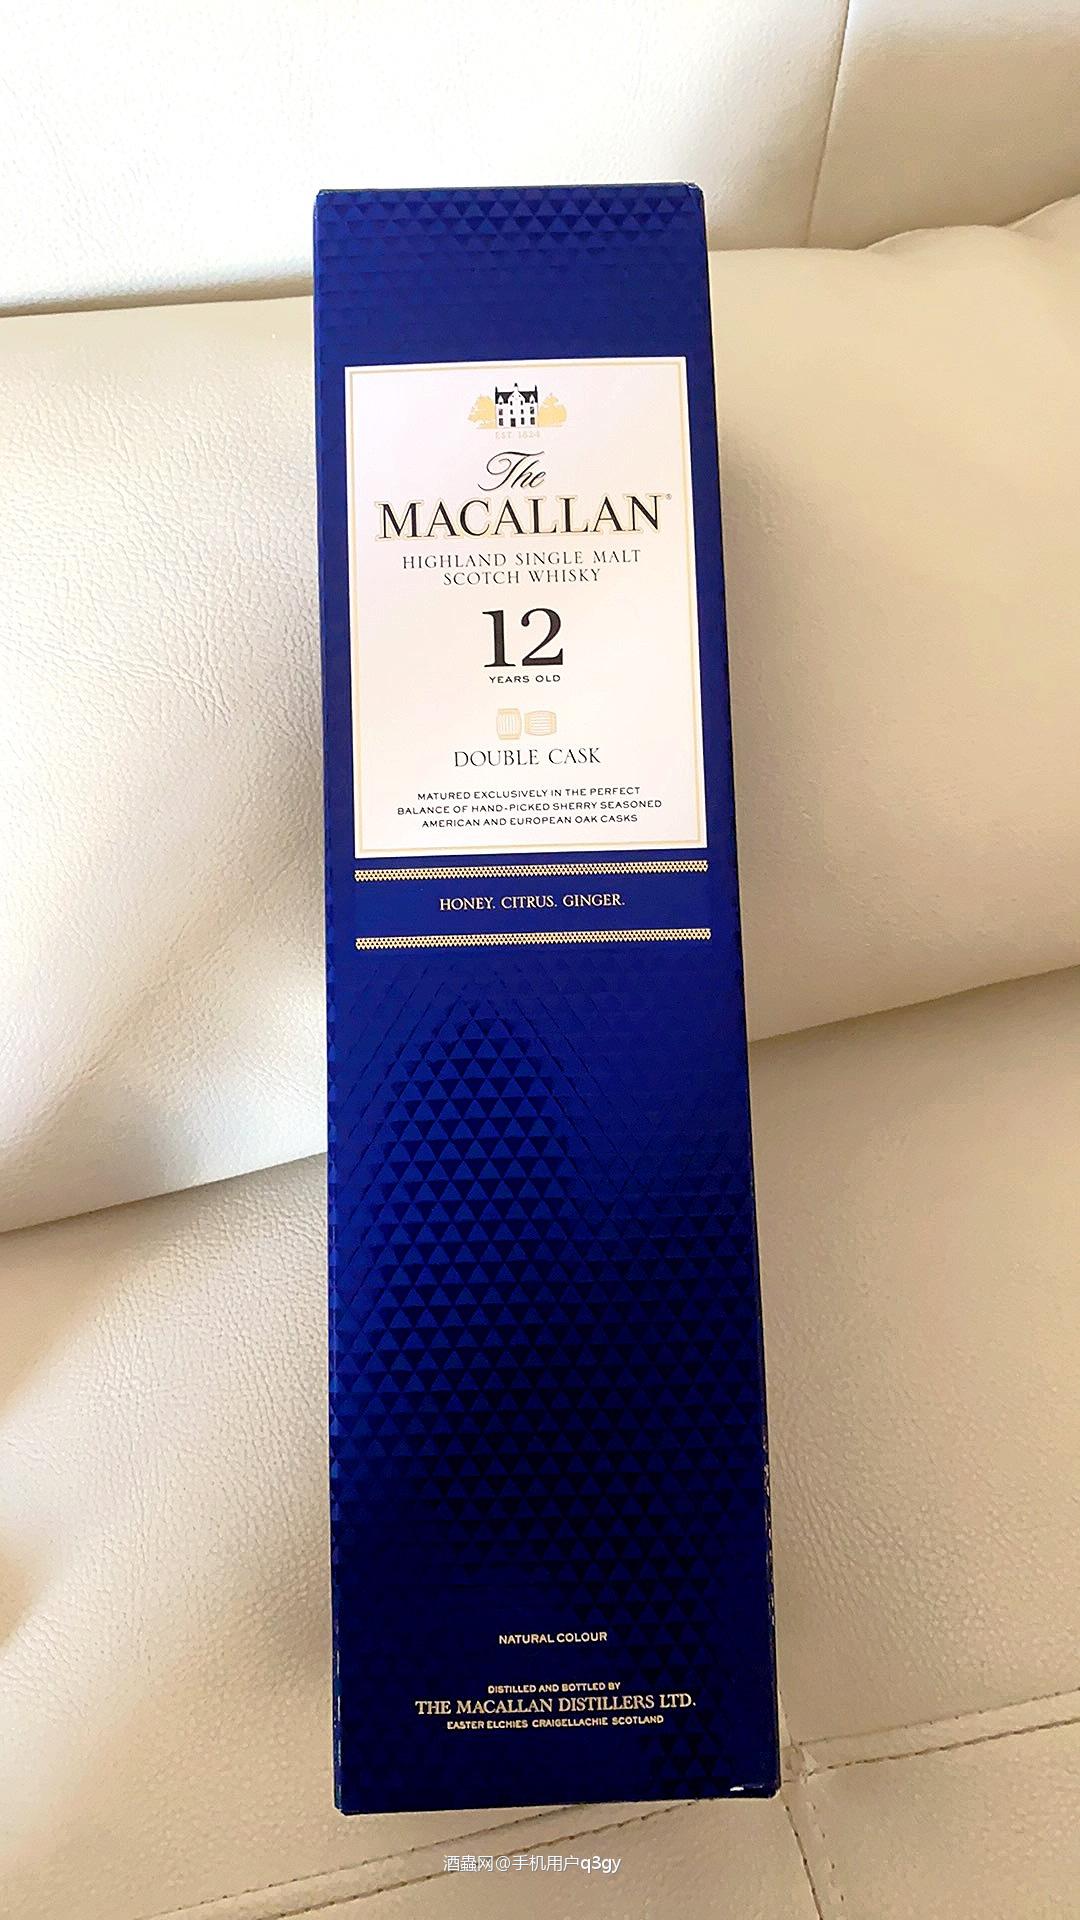 EST. 1824
The
MACALLAN®
HIGHLAND SINGLE MALT
SCOTCH WHISKY
12
YEARS OLD
DOUBLE CASK
MATURED EXCLUSIVELY IN THE PERFECT
BALANCE OF HAND-PICKED SHERRY SEASONED
AMERICAN AND EUROPEAN OAK CASKS
HONEY. CITRUS. GINGER.
NATURAL COLOUR
DISTILLED AND BOTTLED BY
THE MACALLAN DISTILLERS LTD.
EASTER ELCHIES CRAIGELLACHIE SCOTLAND
酒蟲网@手机用户q3gy